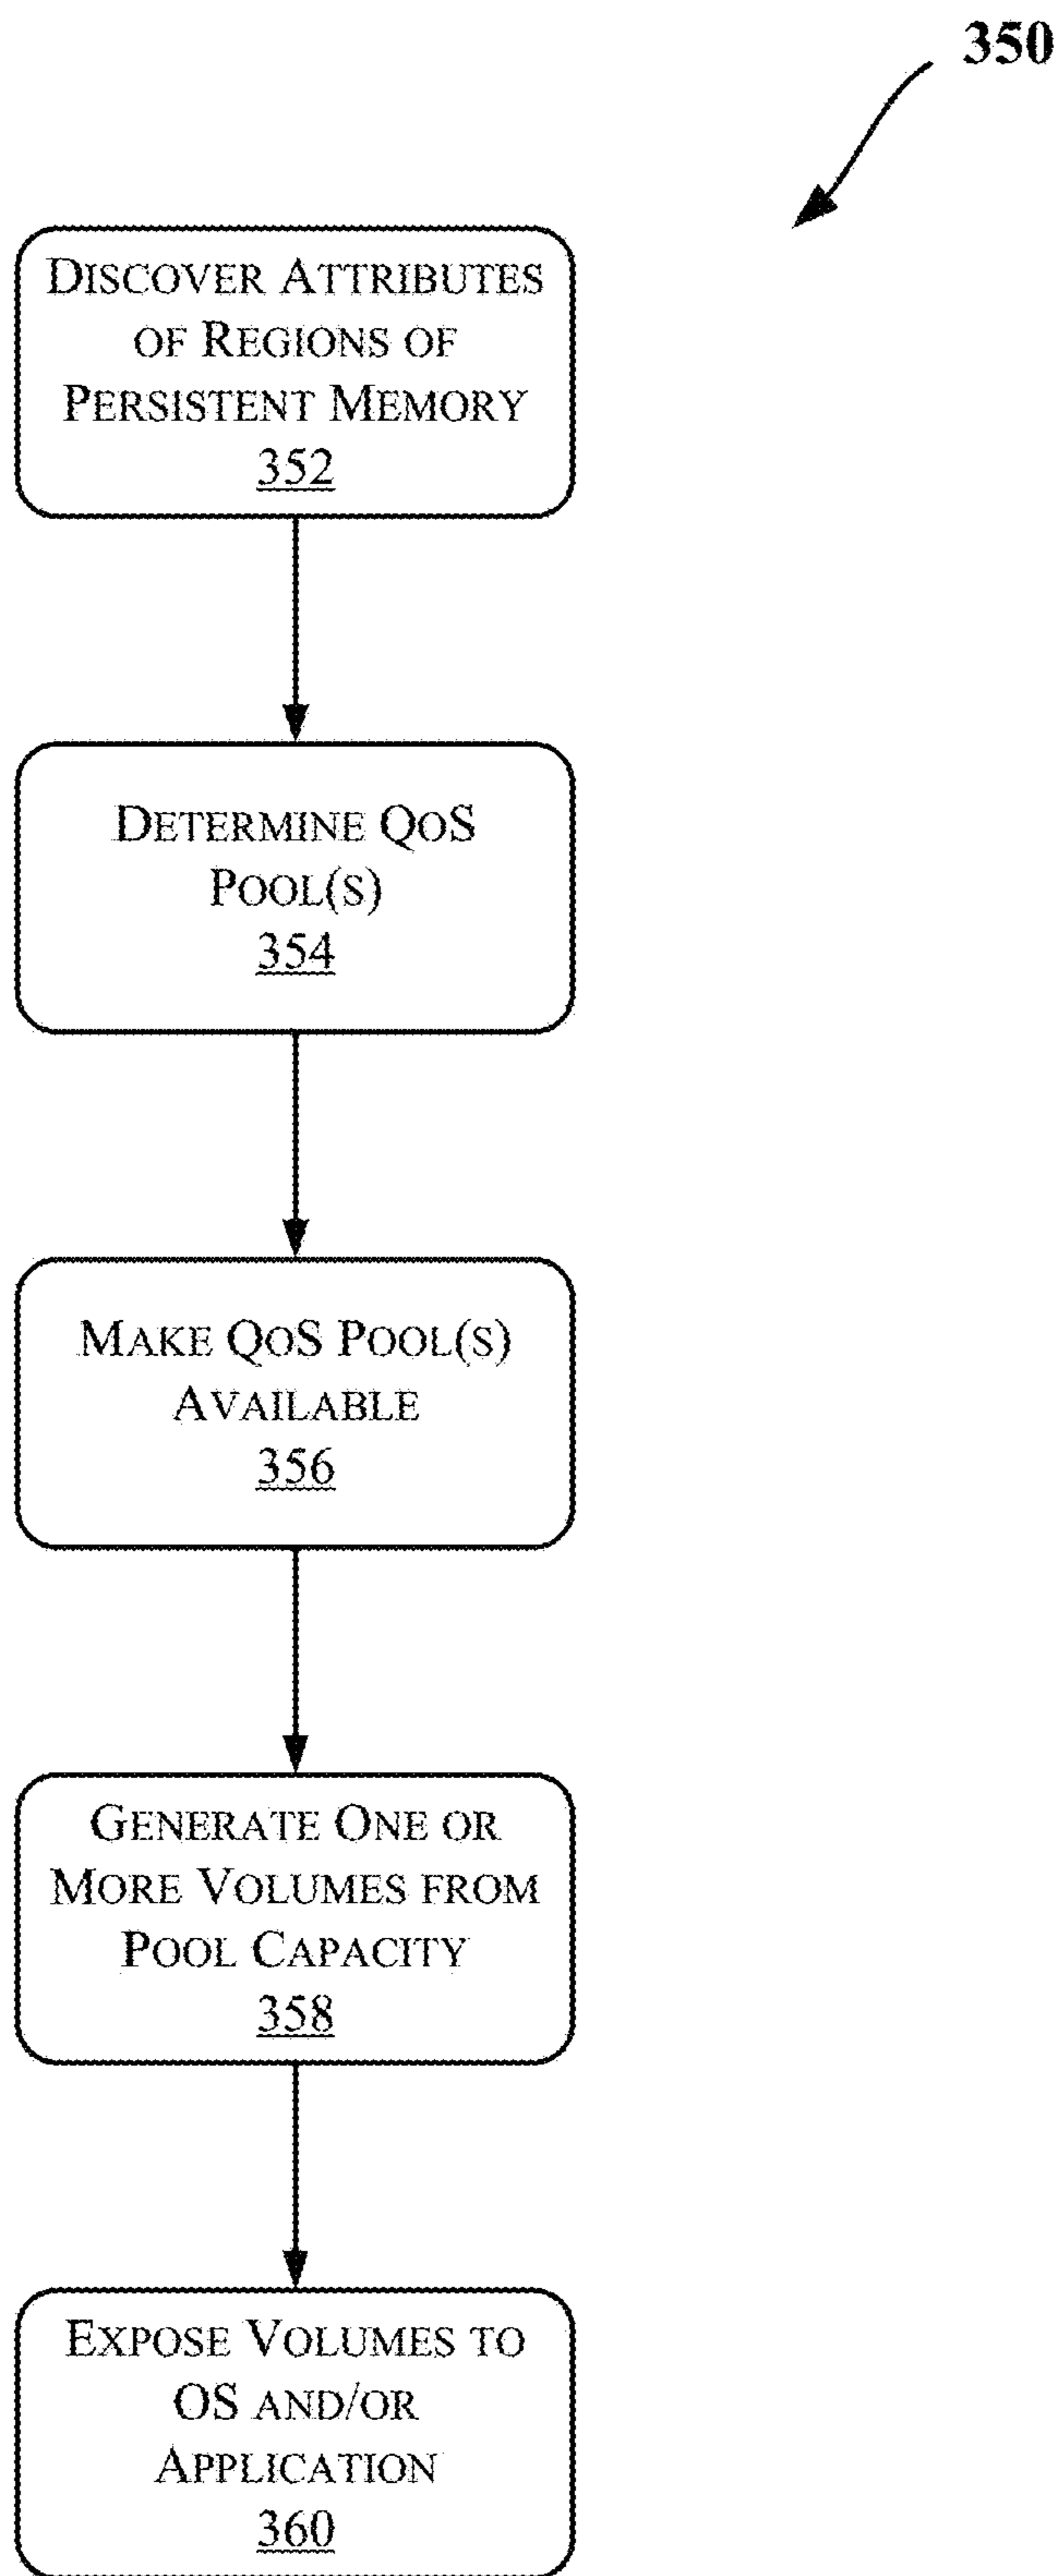 350
DISCOVER ATTRIBUTES
OF REGIONS OF
PERSISTENT MEMORY
352
DETERMINE QOS
POOL(S)
354
MAKE QOS POOL(S)
AVAILABLE
356
GENERATE ONE OR
MORE VOLUMES FROM
POOL CAPACITY
358
EXPOSE VOLUMES TO
OS AND/OR
APPLICATION
360